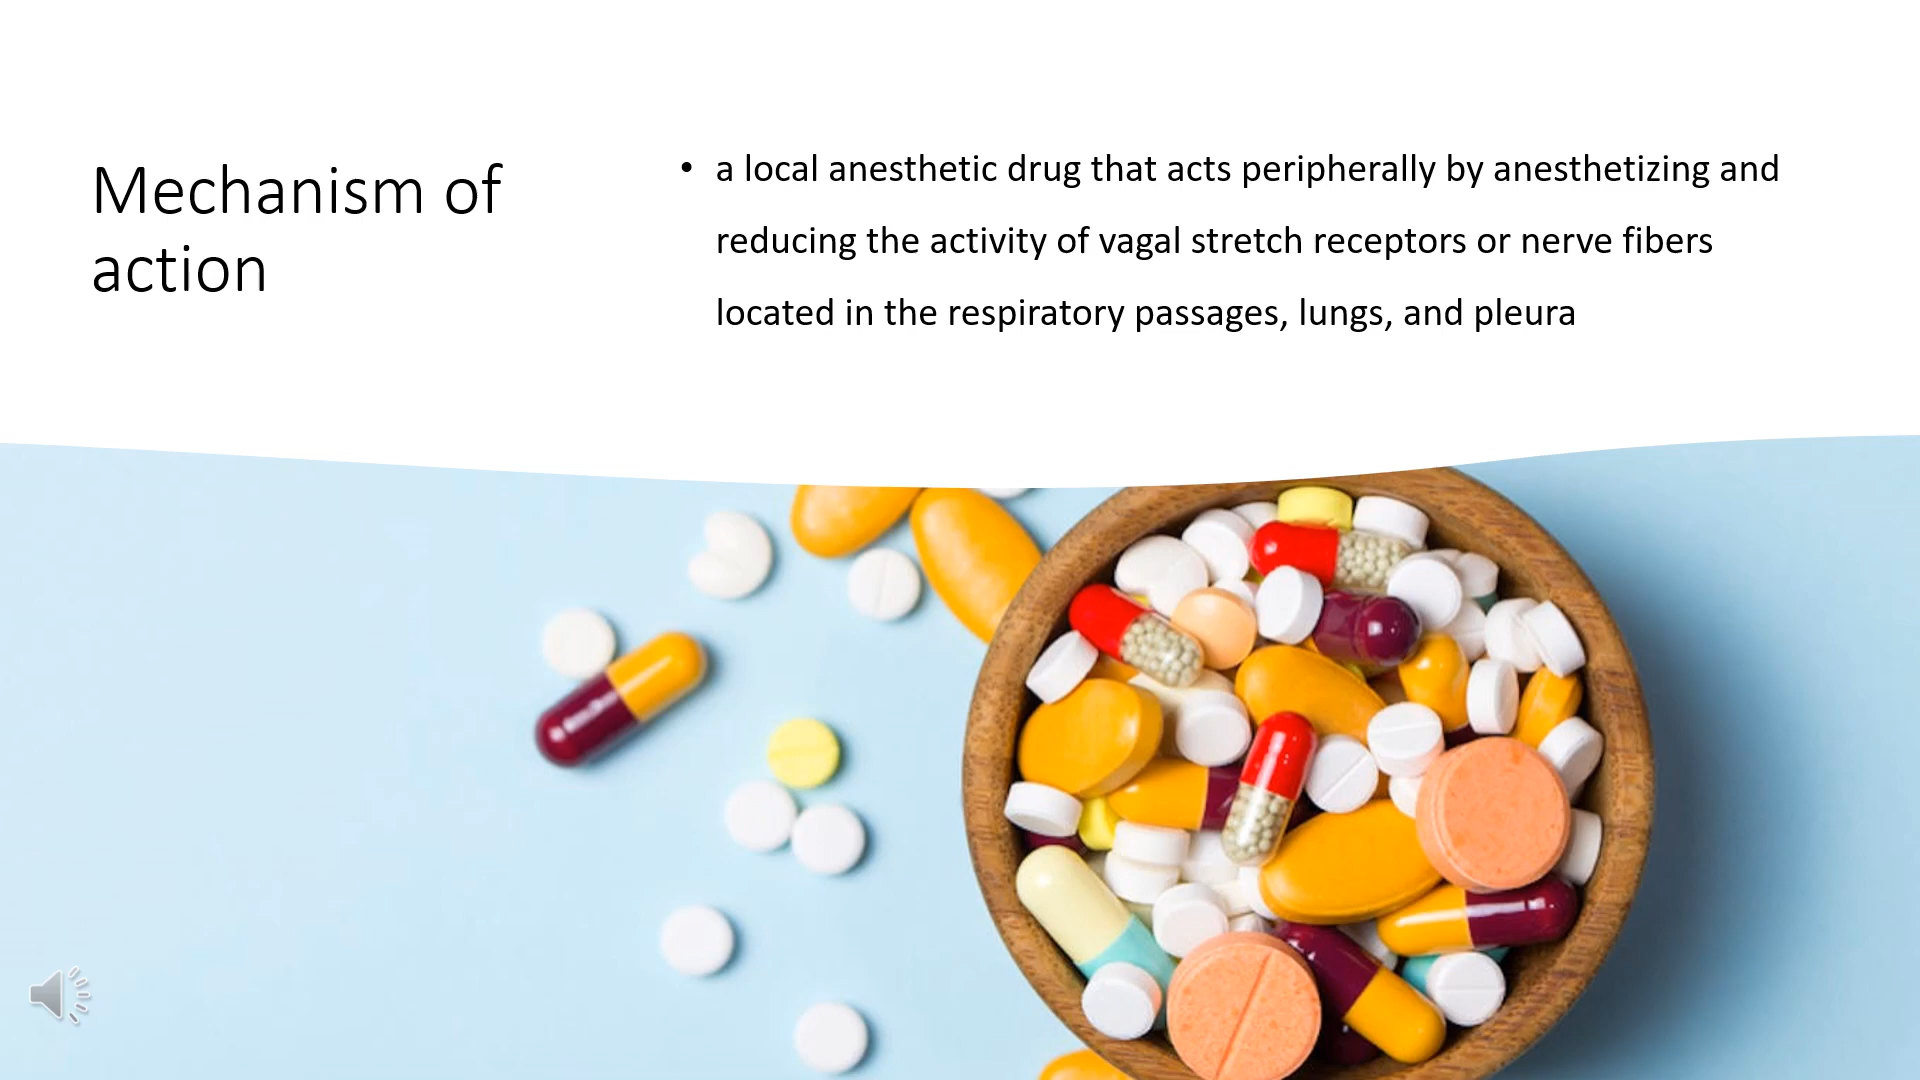 Mechanism of
action
• a local anesthetic drug that acts peripherally by anesthetizing and
reducing the activity of vagal stretch receptors or nerve fibers
located in the respiratory passages, lungs, and pleura